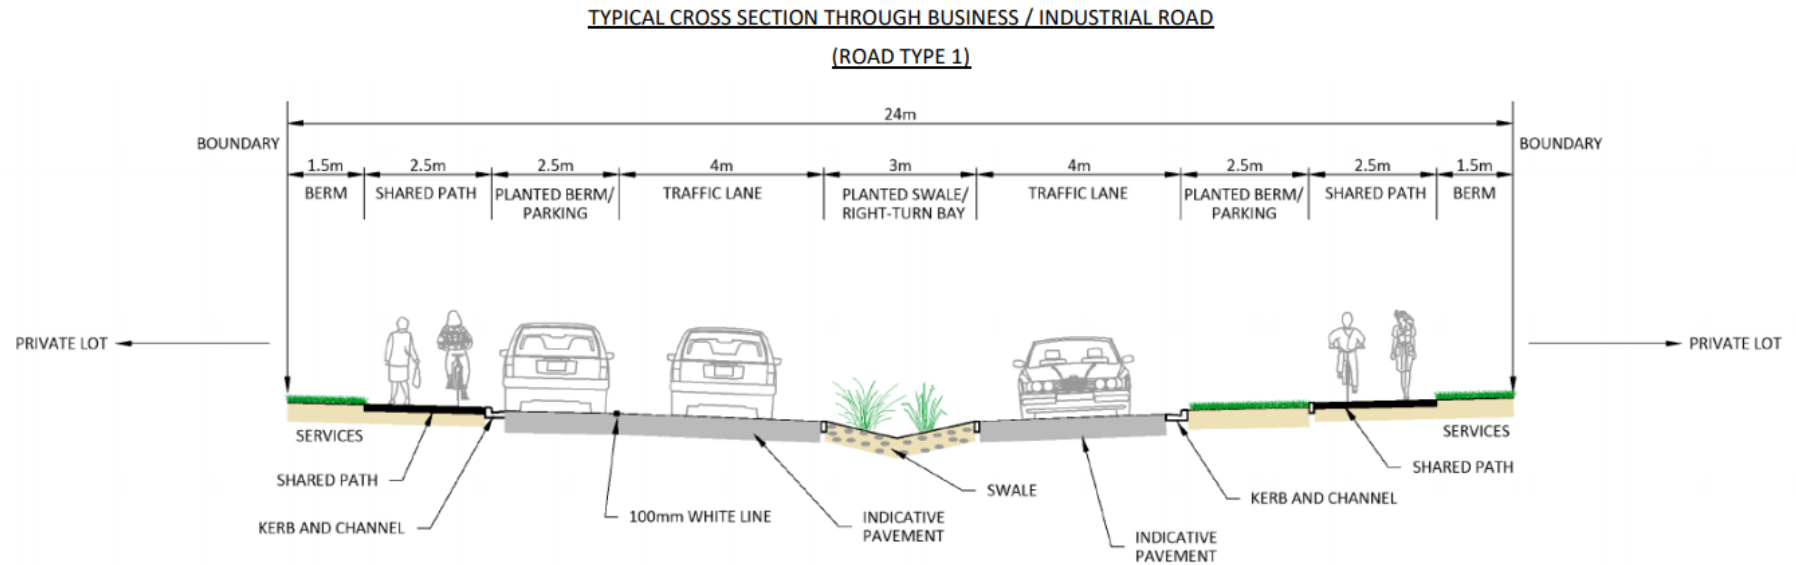 TYPICAL CROSS SECTION THROUGH BUSINESS / INDUSTRIAL ROAD
(ROAD TYPE 1)
24m
BOUNDARY
BOUNDARY
1.5m
2.5m
2.5m
4m
3m
4m
2.5m
2.5m
1.5m
BERM
SHARED PATH
PLANTED BERM/
PARKING
TRAFFIC LANE
PLANTED SWALE/
RIGHT-TURN BAY
TRAFFIC LANE
PLANTED BERM/
PARKING
SHARED PATH
BERM
PRIVATE LOT
PRIVATE LOT
SERVICES
SERVICES
SHARED PATH
SHARED PATH
SWALE
KERB AND CHANNEL
KERB AND CHANNEL
100mm WHITE LINE
INDICATIVE
PAVEMENT
INDICATIVE
PAVEMENT